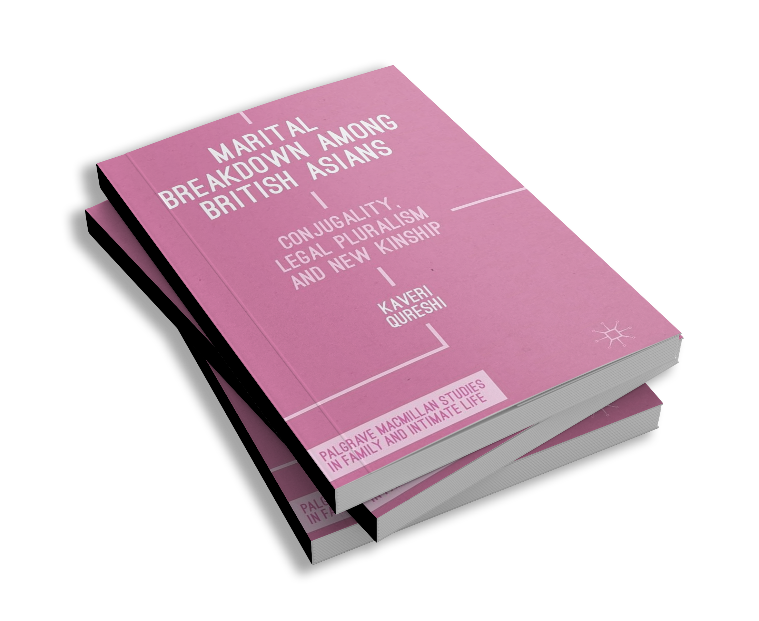 MARITAL
BREAKDOWN AMONG
BRITISH ASIANS
CONJUGALITY,
LEGAL PLURALISM
AND NEW KINSHIP
KAVERI
QURESHI
PALGRAVE MACMILLAN STUDIES
IN FAMILY AND INTIMATE LIFE